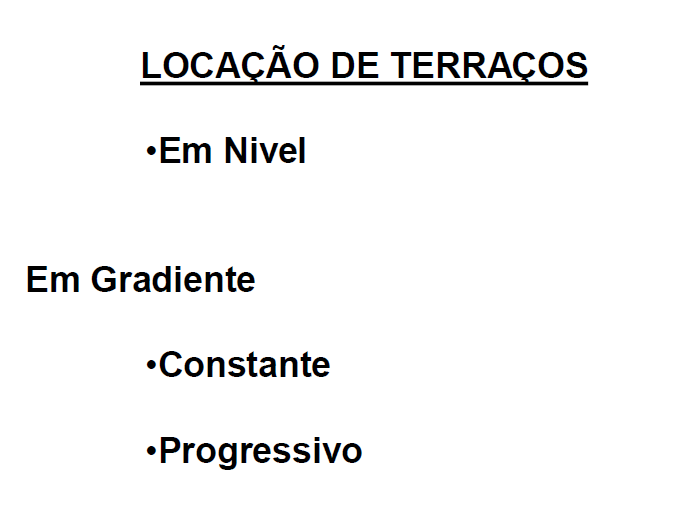 LOCAÇÃO DE TERRAÇOS
•Em Nivel
Em Gradiente
•Constante
•Progressivo